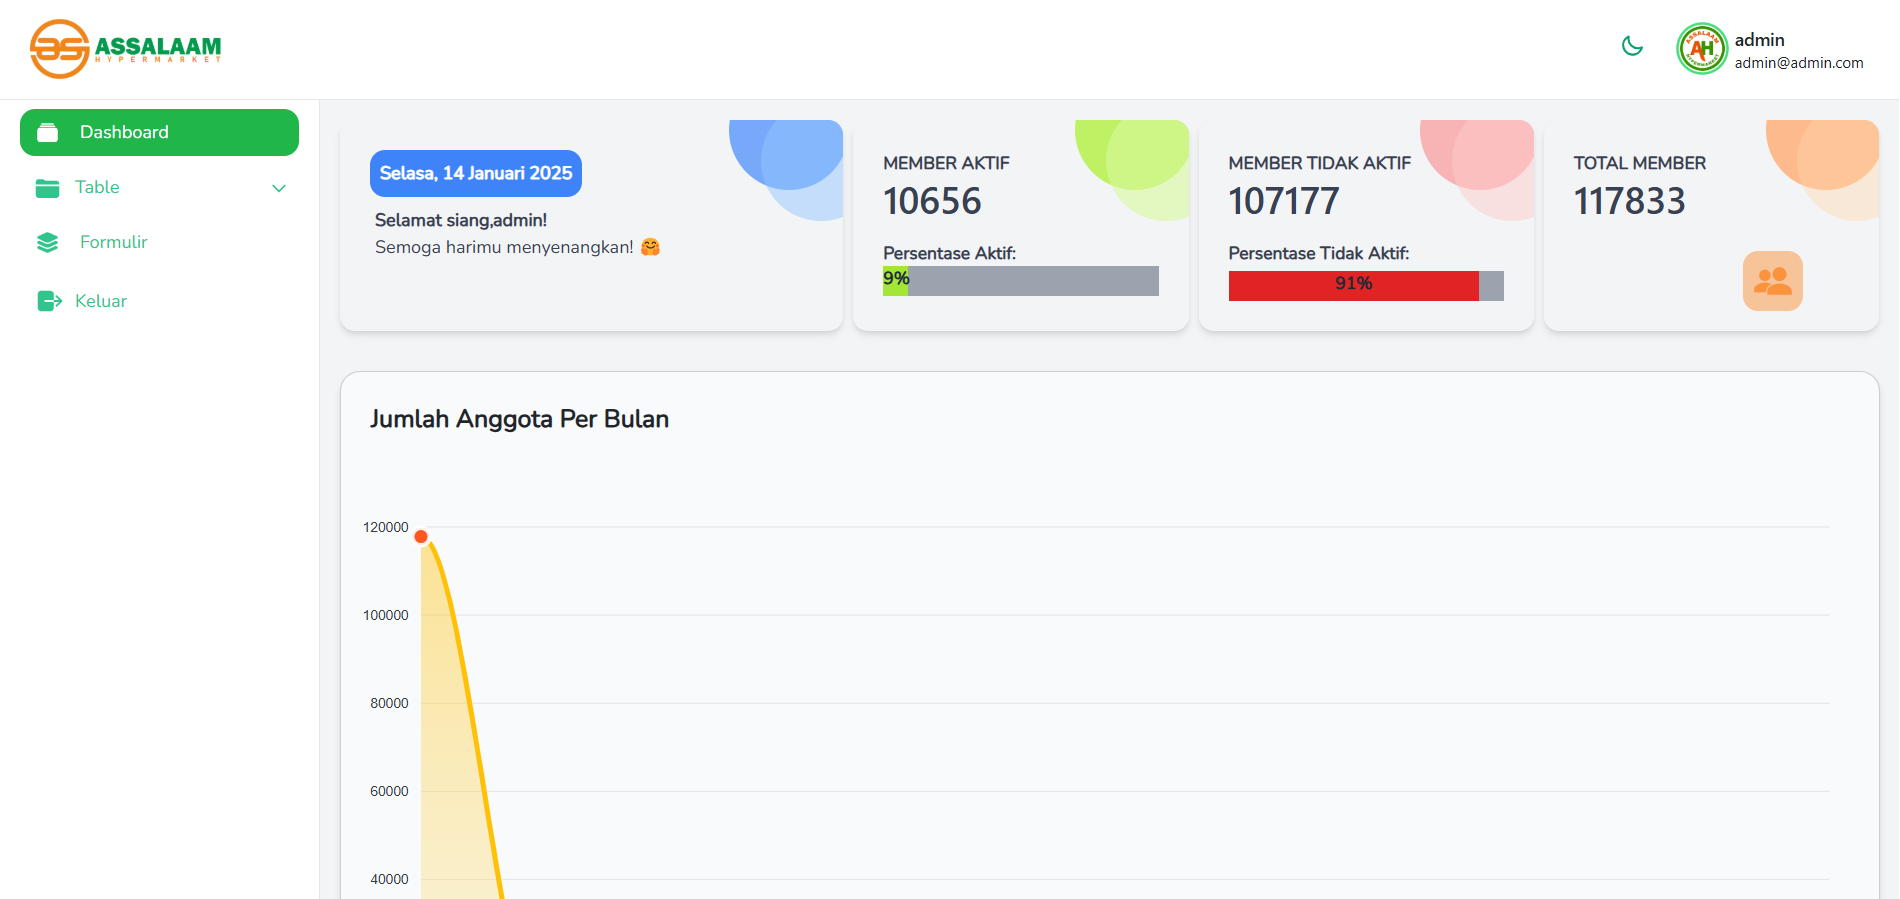 ASSALAAM
HYPERMARKET
admin
admin@admin.com
Dashboard
Table
Formulir
Keluar
Selasa, 14 Januari 2025
Selamat siang,admin!
Semoga harimu menyenangkan! 🤗
MEMBER AKTIF
10656
Persentase Aktif:
9%
MEMBER TIDAK AKTIF
107177
Persentase Tidak Aktif:
91%
TOTAL MEMBER
117833
Jumlah Anggota Per Bulan
120000
100000
80000
60000
40000